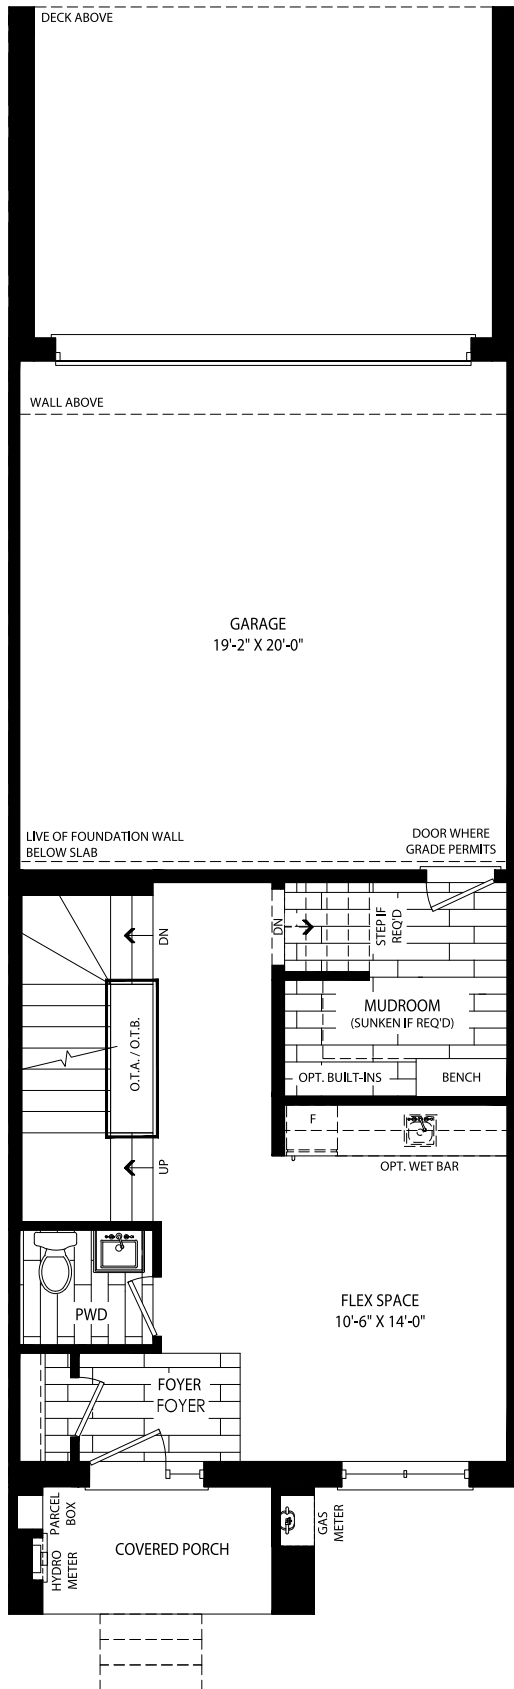 DECK ABOVE
WALL ABOVE
GARAGE
19'-2" X 20'-0"
LIVE OF FOUNDATION WALL
BELOW SLAB
DOOR WHERE
GRADE PERMITS
DN
DN
STEP IF
REQ'D
MUDROOM
(SUNKEN IF REQ'D)
O.T.A. / O.T.B.
OPT. BUILT-INS
BENCH
F
UP
OPT. WET BAR
PWD
FLEX SPACE
10'-6" X 14'-0"
FOYER
FOYER
PARCEL
BOX
HYDRO
METER
COVERED PORCH
GAS
METER